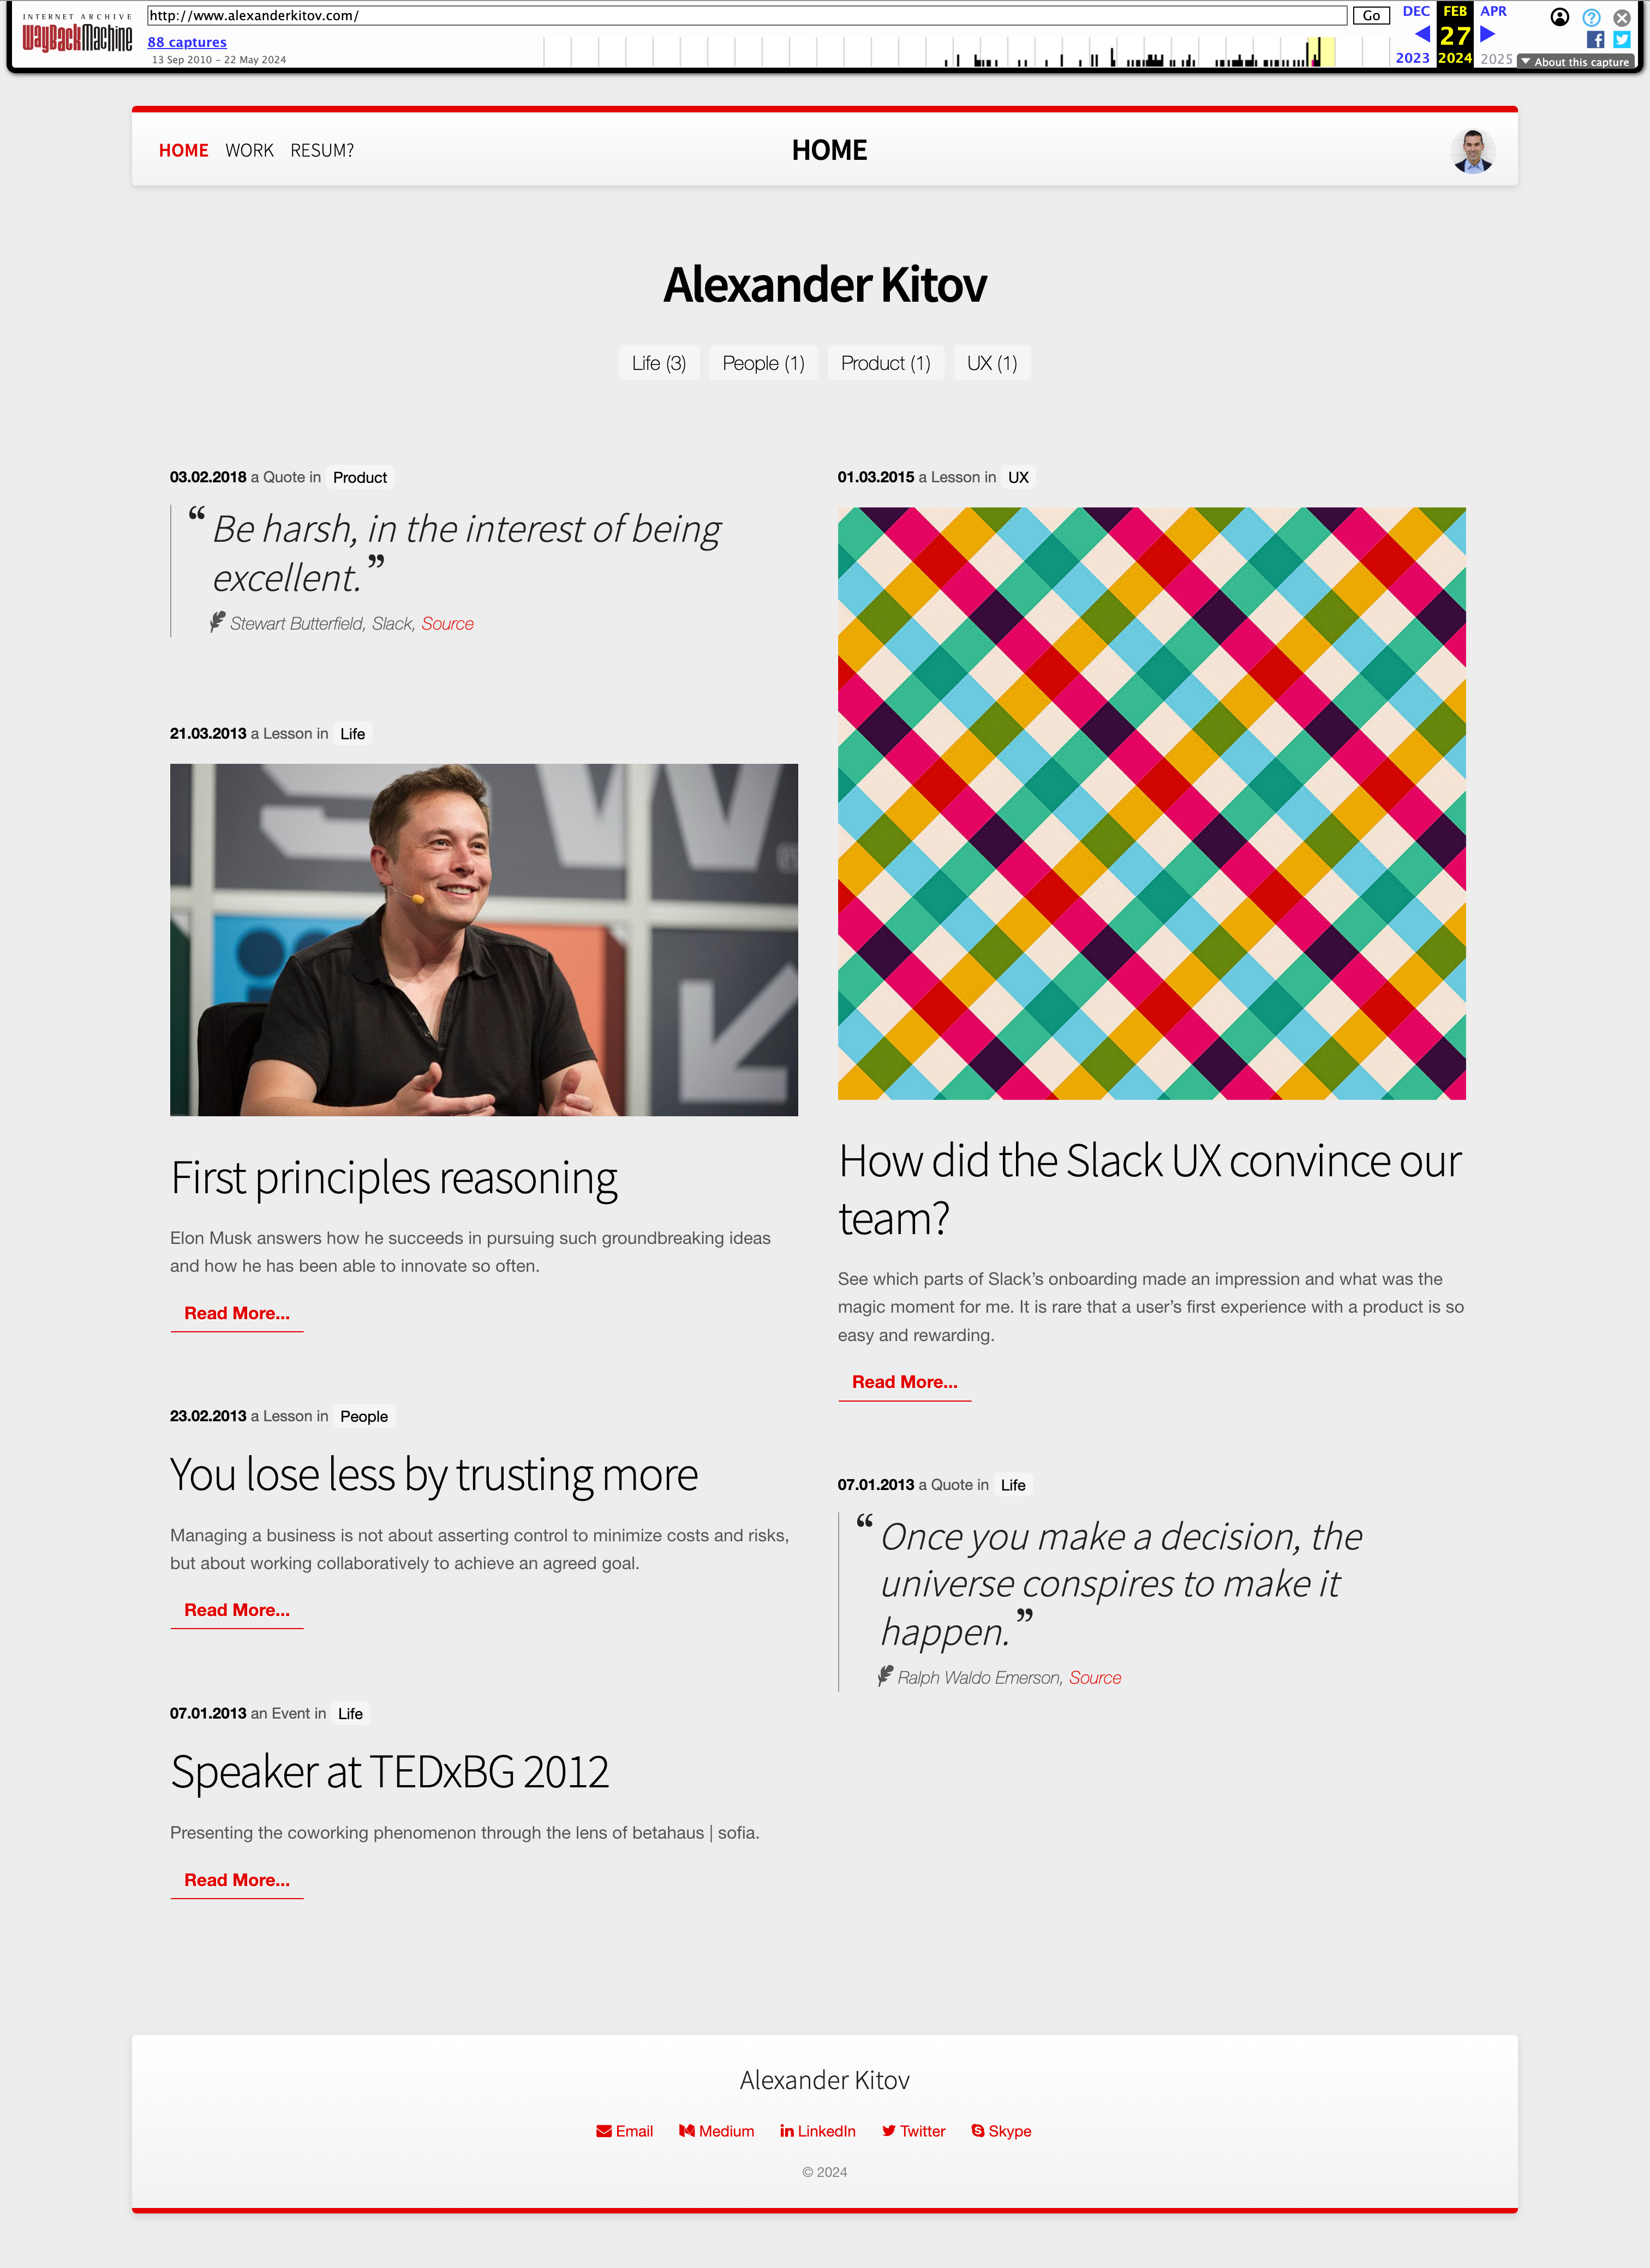 INTERNET ARCHIVE
WayBackMachine
http://www.alexanderkitov.com/
Go
88 captures
13 Sep 2010 – 22 May 2024
DEC FEB APR
27
2023 2024 2025
About this capture
HOME WORK RESUM?
HOME
Alexander Kitov
Life (3) People (1) Product (1) UX (1)
03.02.2018 a Quote in Product
“ Be harsh, in the interest of being
excellent.”
Stewart Butterfield, Slack, Source
21.03.2013 a Lesson in Life
First principles reasoning
Elon Musk answers how he succeeds in pursuing such groundbreaking ideas
and how he has been able to innovate so often.
Read More...
23.02.2013 a Lesson in People
You lose less by trusting more
Managing a business is not about asserting control to minimize costs and risks,
but about working collaboratively to achieve an agreed goal.
Read More...
07.01.2013 an Event in Life
Speaker at TEDxBG 2012
Presenting the coworking phenomenon through the lens of betahaus | sofia.
Read More...
01.03.2015 a Lesson in UX
How did the Slack UX convince our
team?
See which parts of Slack’s onboarding made an impression and what was the
magic moment for me. It is rare that a user’s first experience with a product is so
easy and rewarding.
Read More...
07.01.2013 a Quote in Life
“ Once you make a decision, the
universe conspires to make it
happen.”
Ralph Waldo Emerson, Source
Alexander Kitov
Email Medium LinkedIn Twitter Skype
© 2024